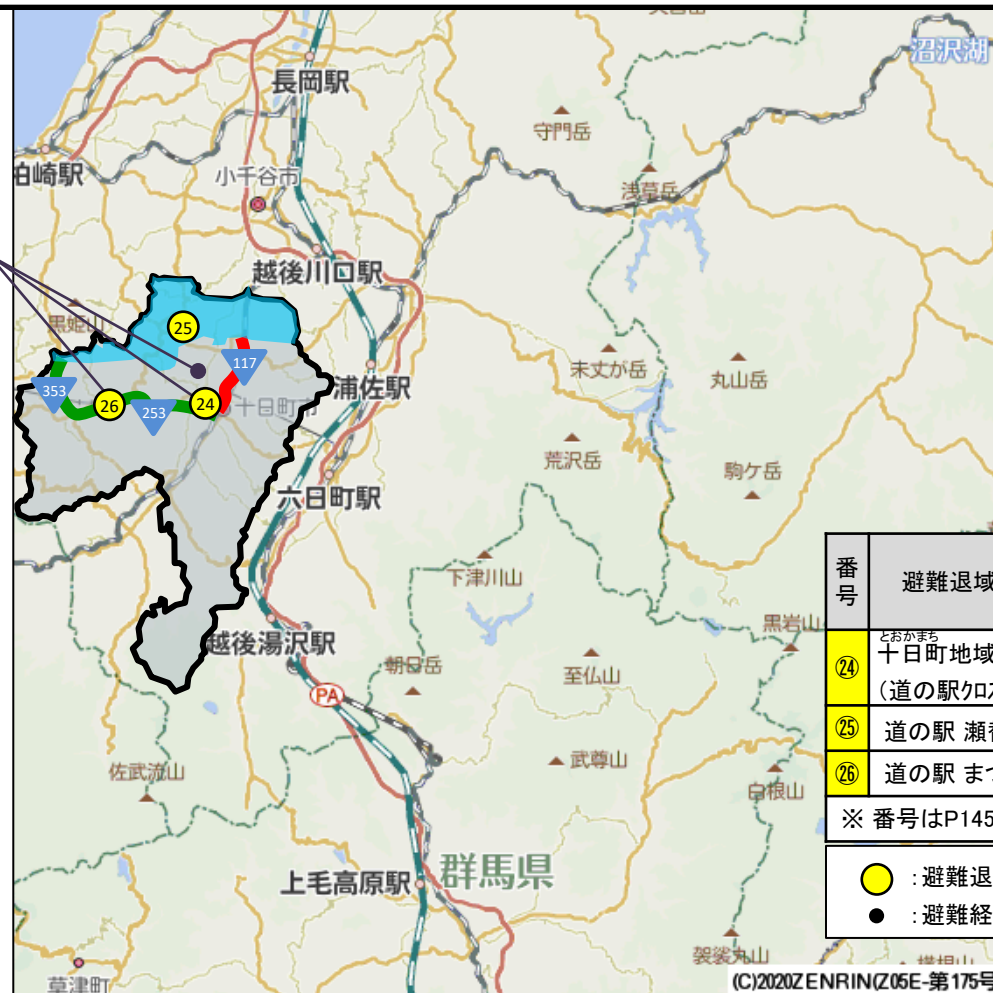 沼沢湖
長岡駅
守門岳
柏崎駅
小千谷市
浅草岳
越後川口駅
黒姫山
25
117
未丈が岳
丸山岳
353
26
253
24
十日町市
浦佐駅
荒沢岳
駒ケ岳
六日町駅
下津川山
番号
避難退域
黒岩山
とおかまち
㉔ 十日町地域
(道の駅クロス
越後湯沢駅
朝日岳
至仏山
PA
㉕ 道の駅 瀬
佐武流山
武尊山
㉖ 道の駅 まつ
白根山
※ 番号はP145
上毛高原駅
群馬県
:避難退
:避難経
袈裟丸山
草津町
(C)2020ZENRIN(Z05E-第175号